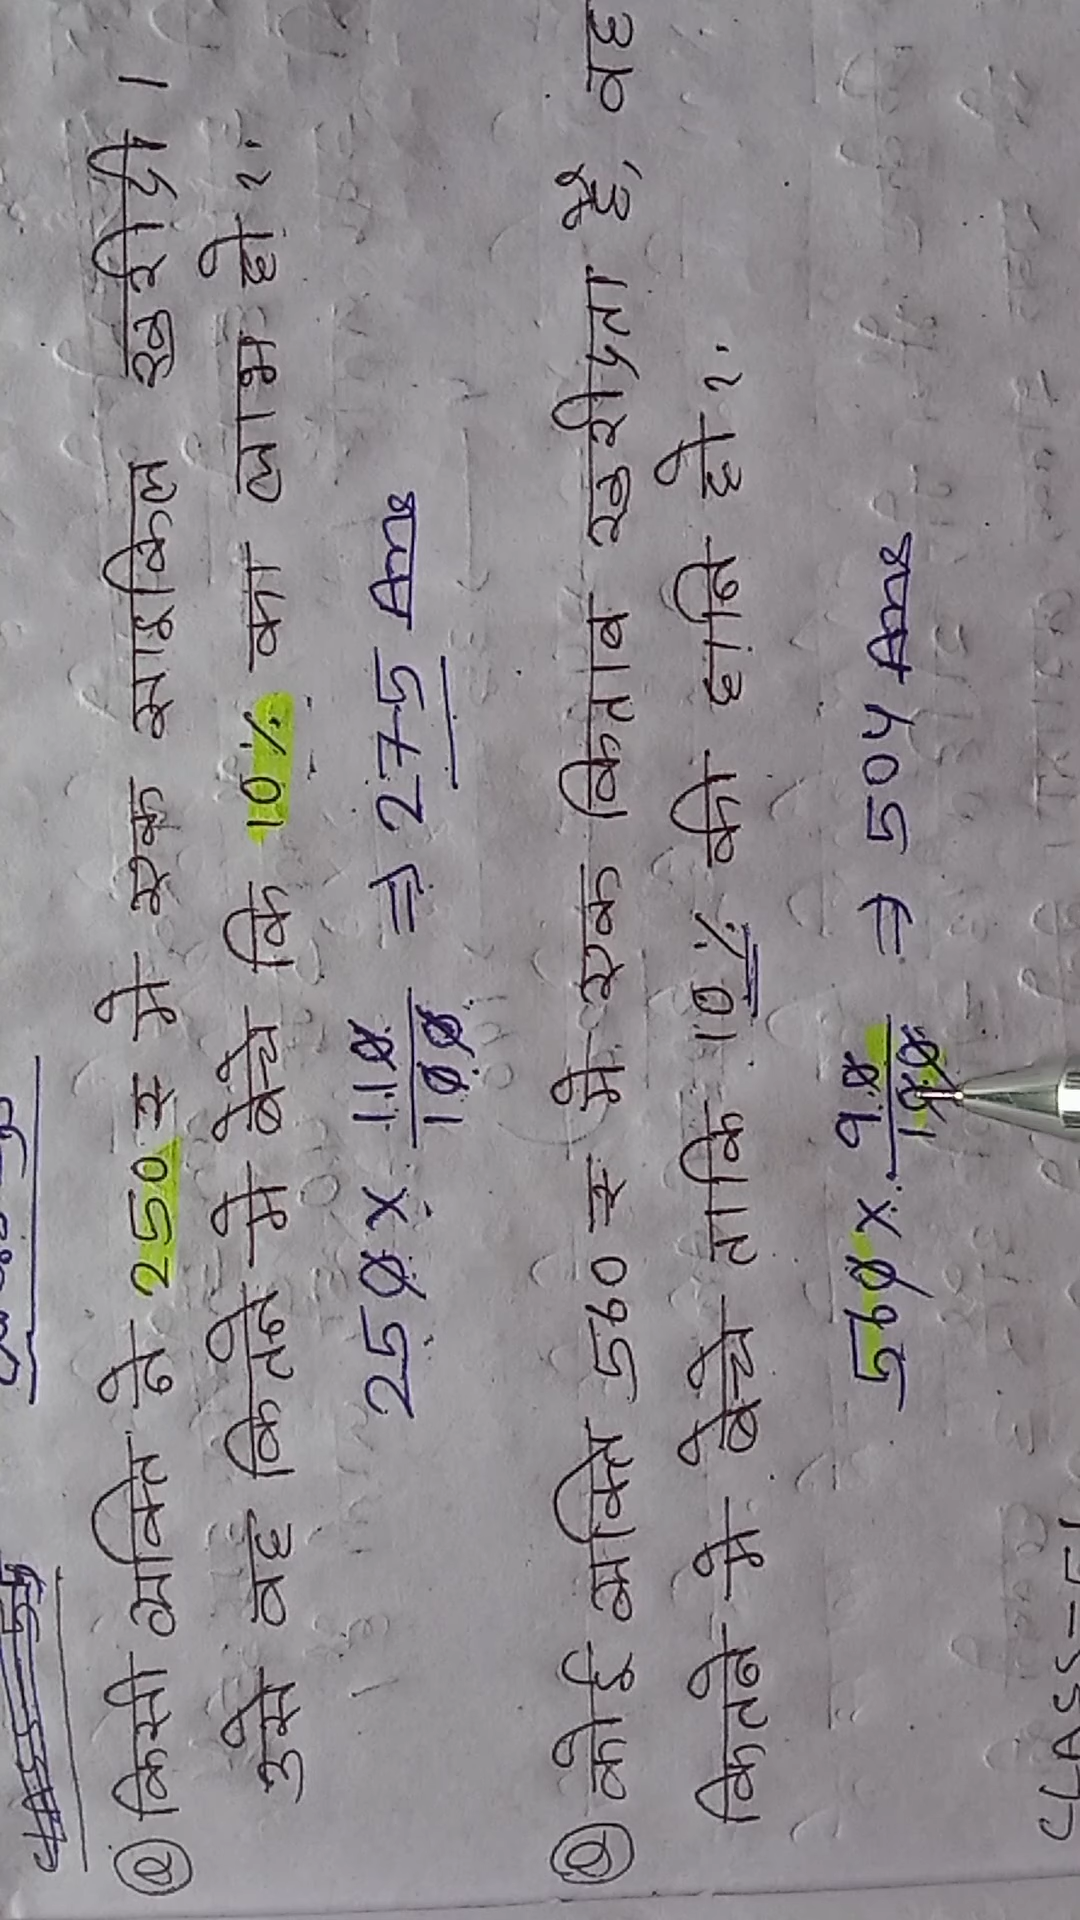 Q किसी व्यक्ति ने 250 रु मे एक साइकिल खरीदी।
उसे वह कितने मे बेचे कि 10% का लाभ हो?
250 x 110/100 => 275 Ans
Q कोई व्यक्ति 560 रु मे एक किताब खरीदता है, वह
कितने मे बेचे ताकि 10% की हानि हो?
560 x 90/100 => 504 Ans